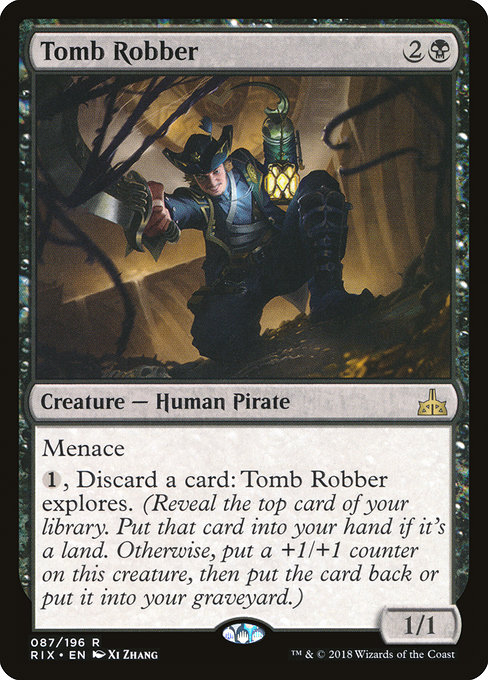 Tomb Robber 2
Creature — Human Pirate
Menace
1, Discard a card: Tomb Robber
explores. (Reveal the top card of your
library. Put that card into your hand if it's
a land. Otherwise, put a +1/+1 counter
on this creature, then put the card back or
put it into your graveyard.)
1/1
087/196 R
RIX • EN Xi Zhang
™ & © 2018 Wizards of the Coast